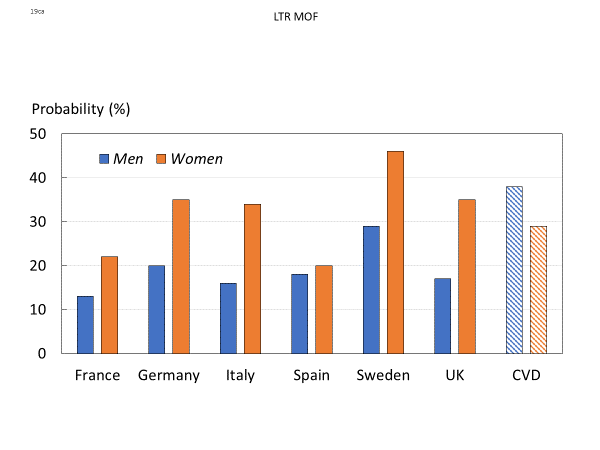 19ca
LTR MOF
Probability (%)
50
Men Women
40
30
20
10
0
France Germany Italy Spain Sweden UK CVD